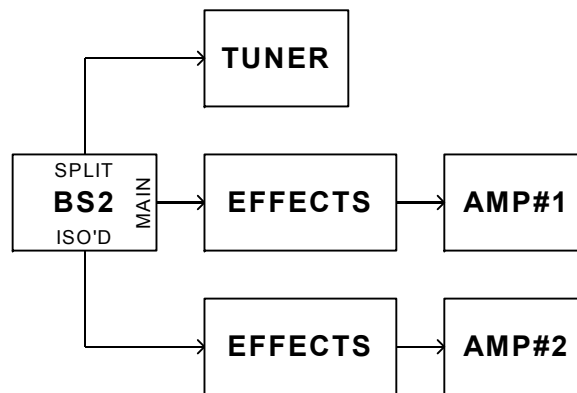 TUNER
SPLIT
BS2
MAIN
ISO'D
EFFECTS
AMP#1
EFFECTS
AMP#2